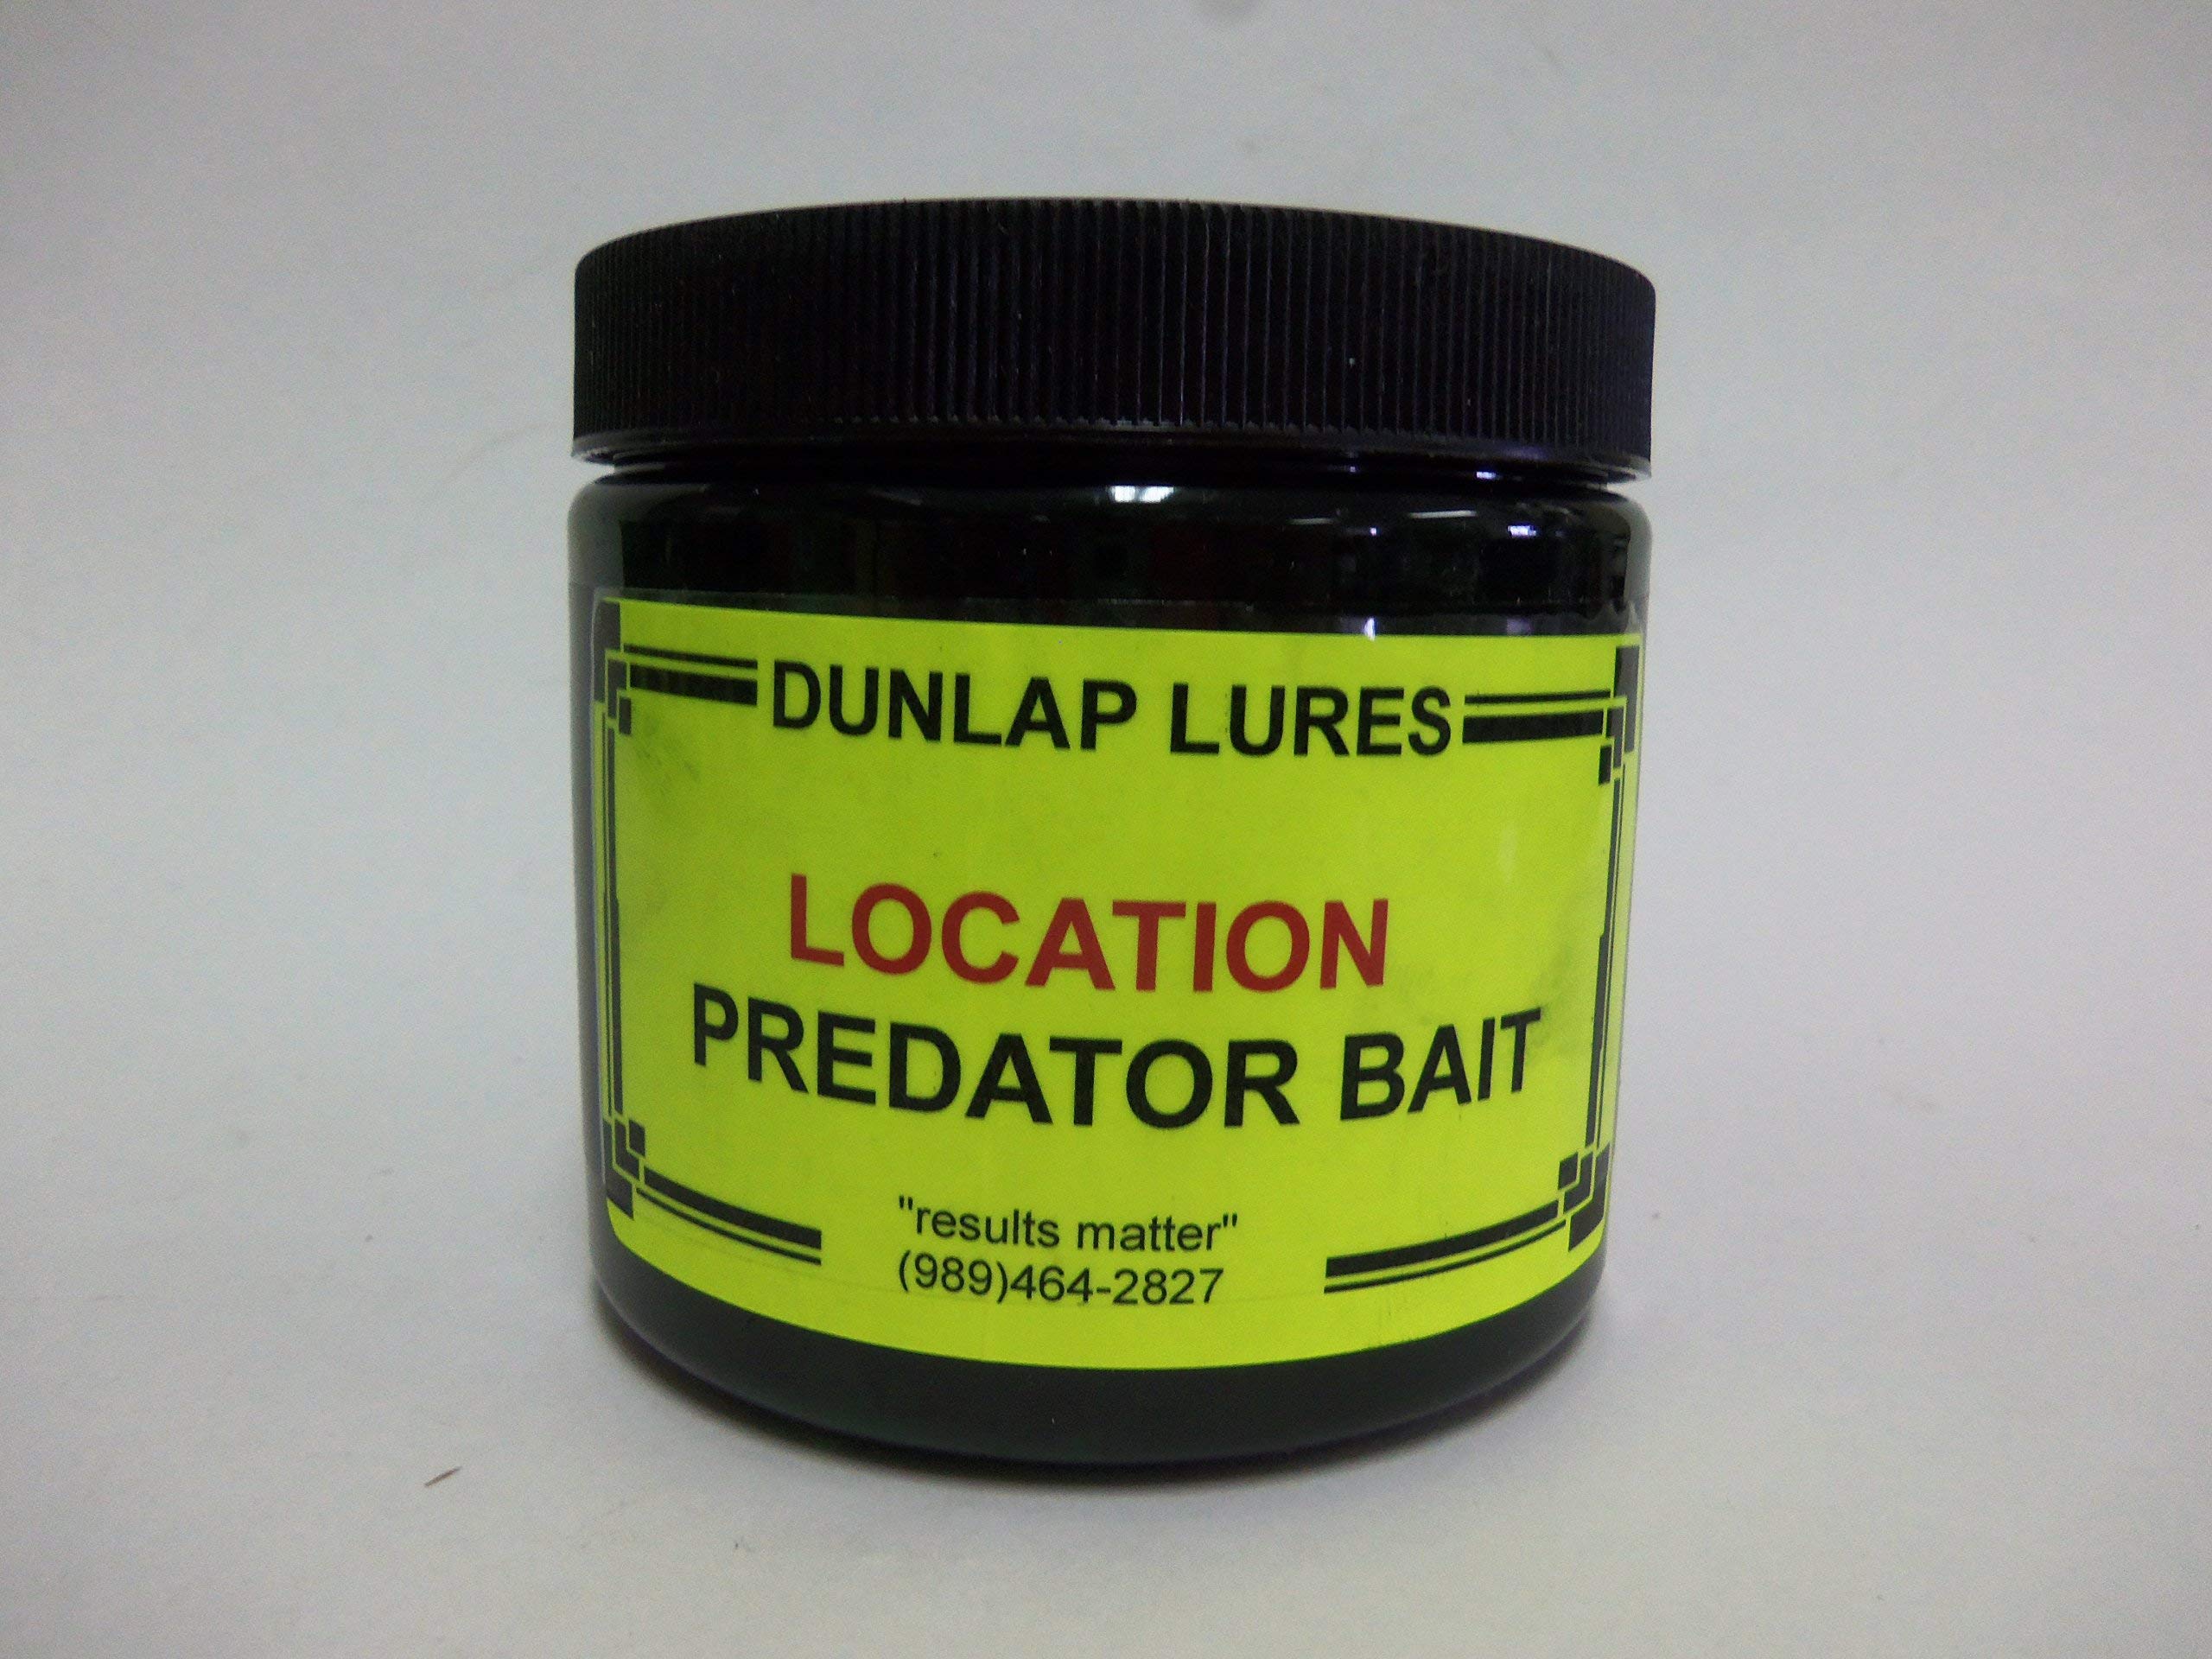 DUNLAP LURES
LOCATION
PREDATOR BAIT
"results matter"
(989)464-2827